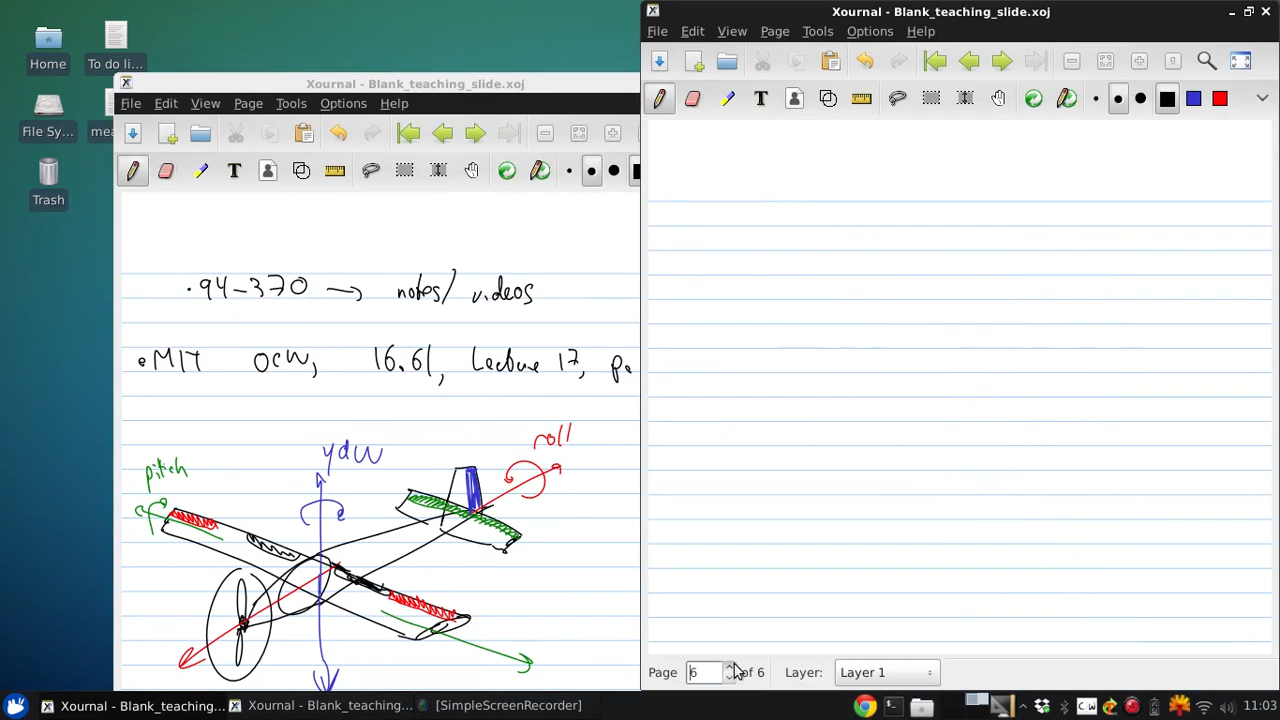 Xournal - Blank_teaching_slide.xoj
File Edit View Page Tools Options Help
Home
To do li...
File Sy...
mea
Trash
Xournal - Blank_teaching_slide.xoj
File Edit View Page Tools Options Help
T
T
.94-370 → notes/ videos
•MIT OCW, 16.61, Lecture 17,
yaw
roll
pitch
Page 6 of 6 Layer: Layer 1
Xournal - Blank_teaching...
Xournal - Blank_teaching...
[SimpleScreenRecorder]
11:03